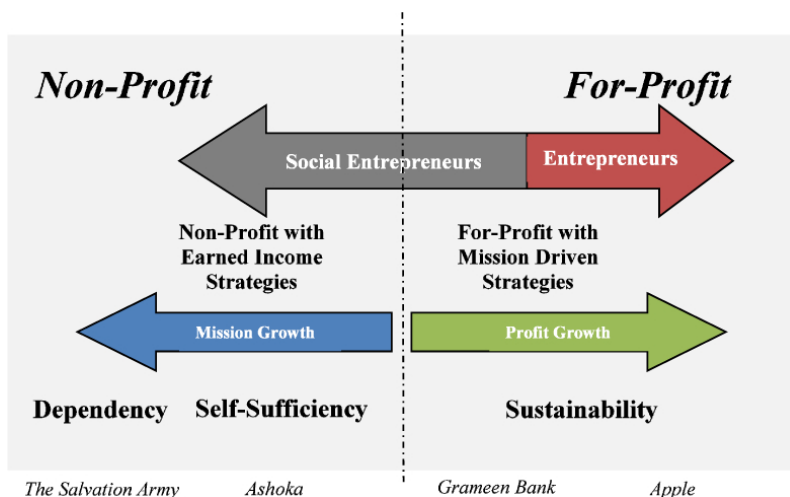 Non-Profit
For-Profit
Social Entrepreneurs
Entrepreneurs
Non-Profit with
Earned Income
Strategies
For-Profit with
Mission Driven
Strategies
Mission Growth
Profit Growth
Dependency
Self-Sufficiency
Sustainability
The Salvation Army
Ashoka
Grameen Bank
Apple